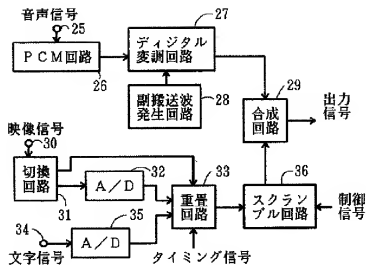 音声信号
25
27
PCM回路
26
ディジタル
変調回路
29
副搬送波
発生回路
28
合成
回路
出力
信号
映像信号
30
切換
回路
31
A/D
32
33
重畳
回路
36
スクラン
ブル回路
制御
信号
34
A/D
35
文字信号
タイミング信号